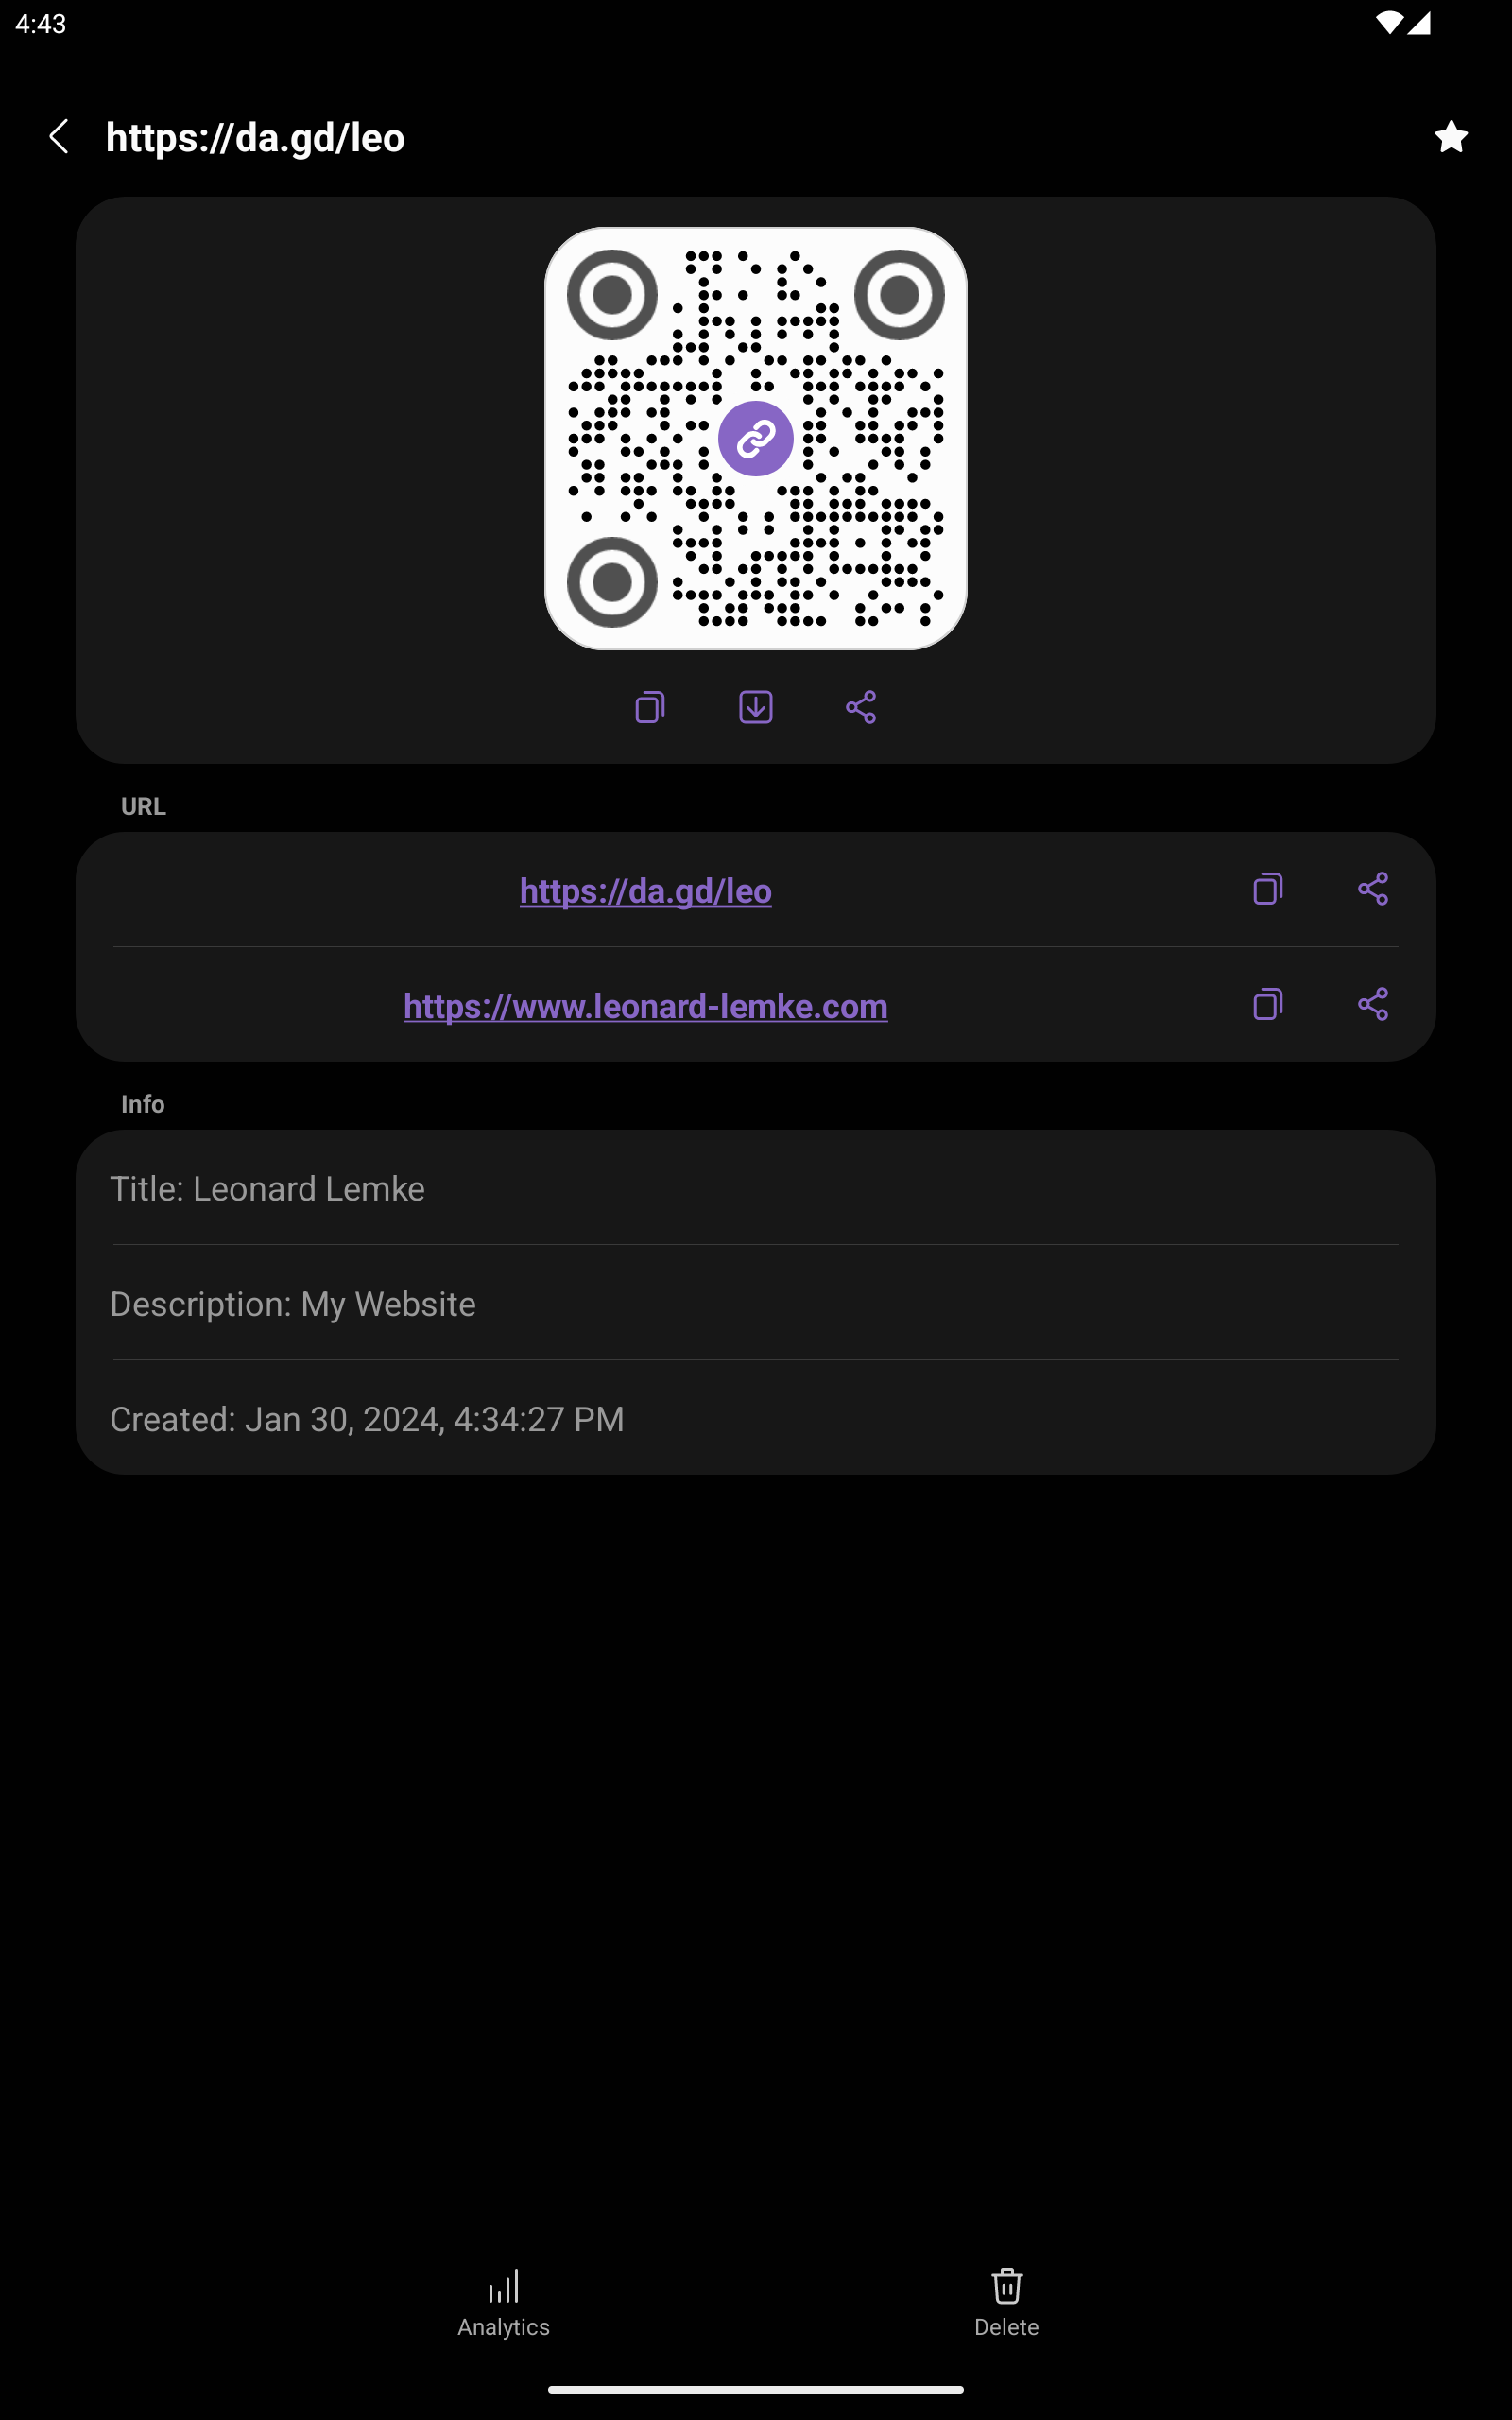 4:43
https://da.gd/leo
URL
https://da.gd/leo
https://www.leonard-lemke.com
Info
Title: Leonard Lemke
Description: My Website
Created: Jan 30, 2024, 4:34:27 PM
Analytics
Delete